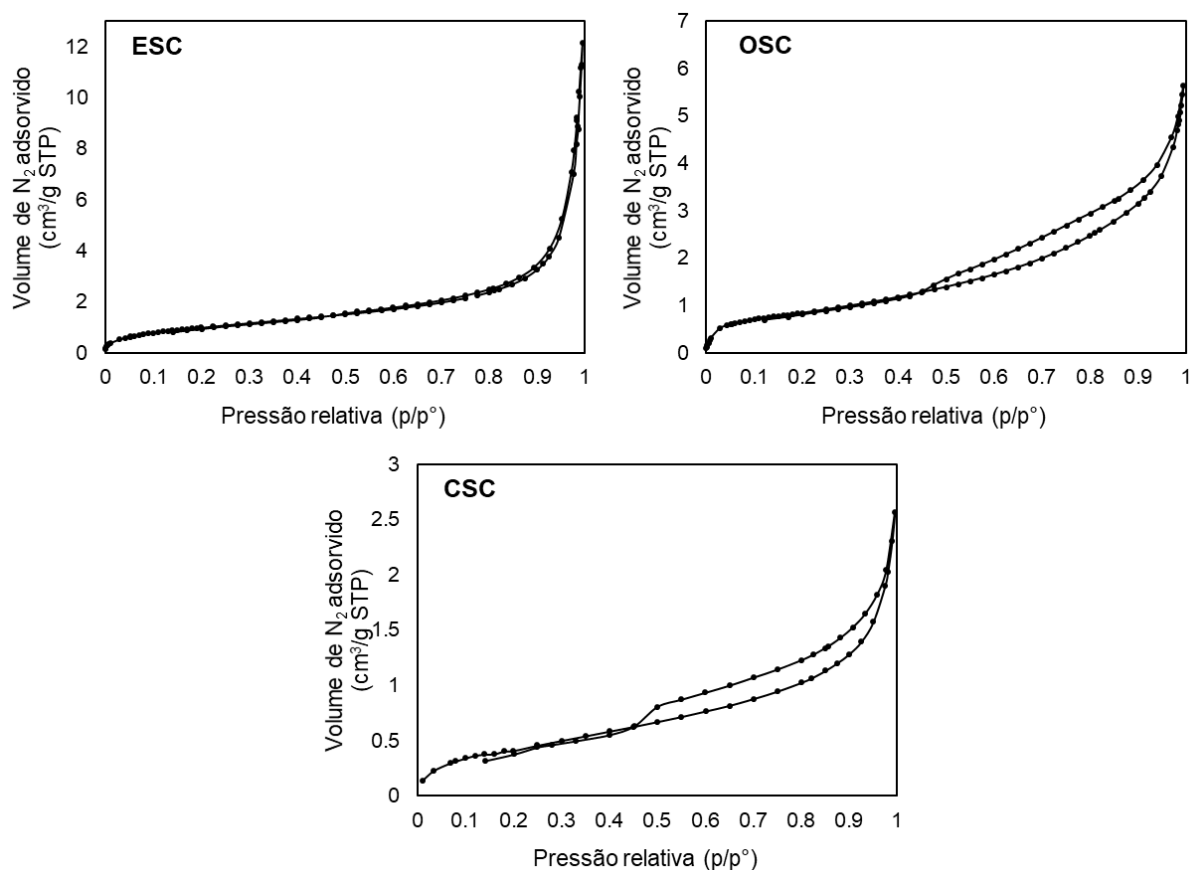 ESC
Volume de N₂ adsorvido
(cm³/g STP)
12
10
8
6
4
2
0
0 0.1 0.2 0.3 0.4 0.5 0.6 0.7 0.8 0.9 1
Pressão relativa (p/p°)
OSC
Volume de N₂ adsorvido
(cm³/g STP)
7
6
5
4
3
2
1
0
0 0.1 0.2 0.3 0.4 0.5 0.6 0.7 0.8 0.9 1
Pressão relativa (p/p°)
CSC
Volume de N₂ adsorvido
(cm³/g STP)
3
2.5
2
1.5
1
0.5
0
0 0.1 0.2 0.3 0.4 0.5 0.6 0.7 0.8 0.9 1
Pressão relativa (p/p°)